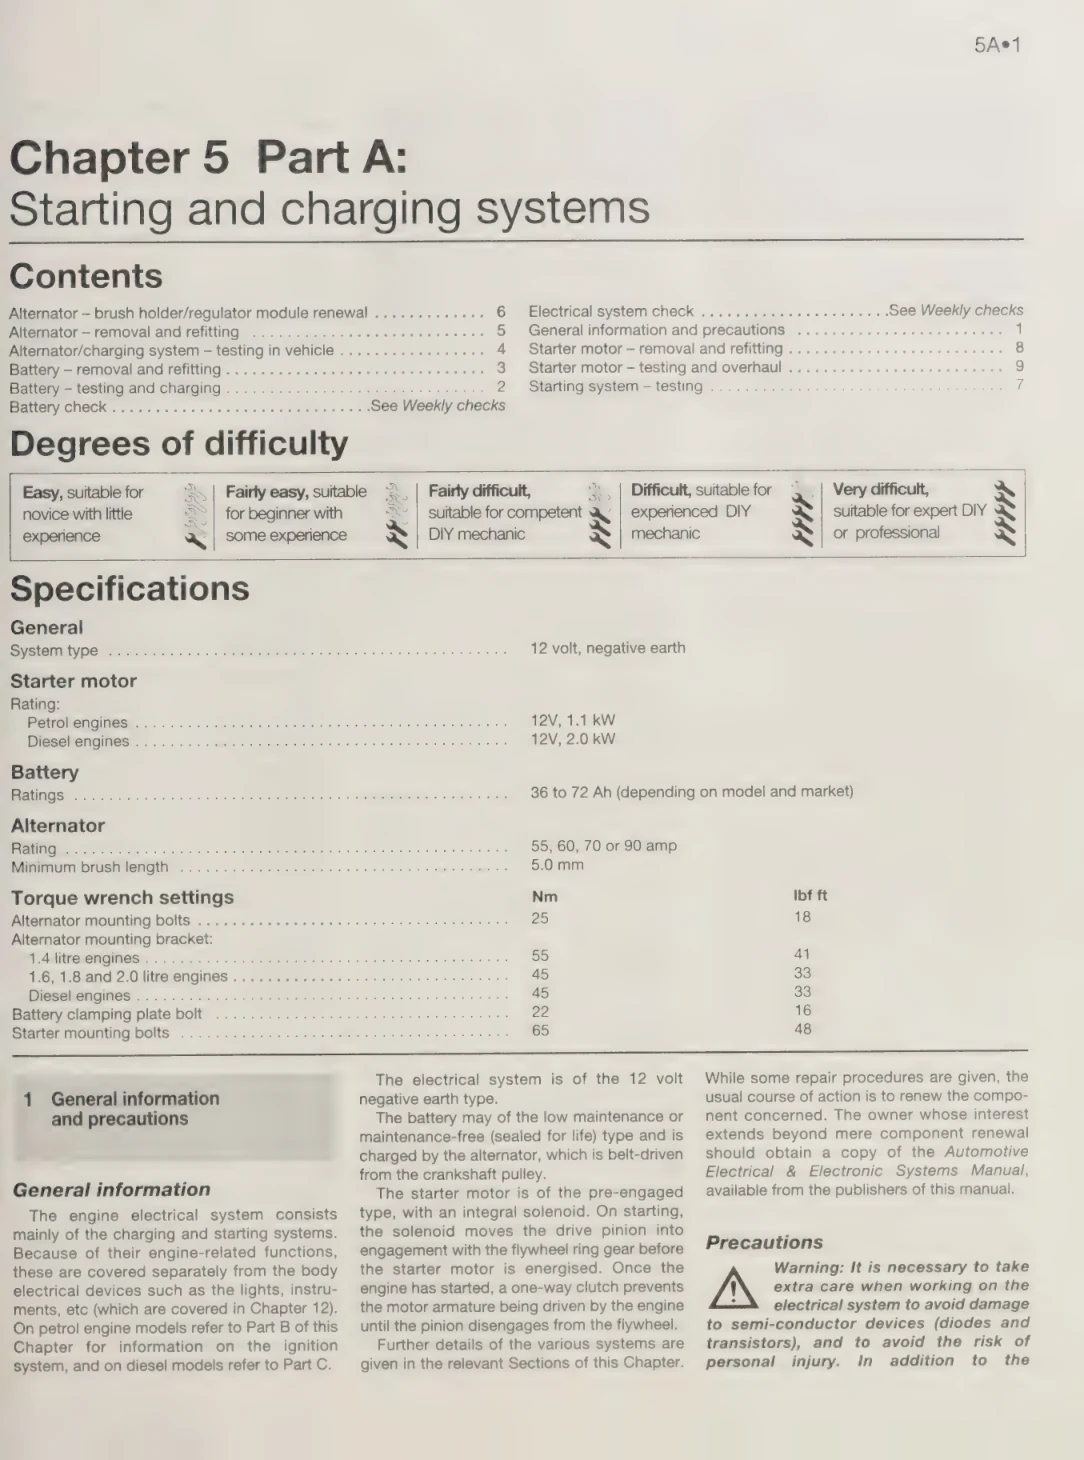 5A•1
Chapter 5 Part A:
Starting and charging systems
Contents
Alternator – brush holder/regulator module renewal . . . . . . . . . . . . . 6
Alternator – removal and refitting . . . . . . . . . . . . . . . . . . . . . . . . . . . 5
Alternator/charging system – testing in vehicle . . . . . . . . . . . . . . . . . 4
Battery – removal and refitting . . . . . . . . . . . . . . . . . . . . . . . . . . . . . . 3
Battery – testing and charging . . . . . . . . . . . . . . . . . . . . . . . . . . . . . . 2
Battery check . . . . . . . . . . . . . . . . . . . . . . . . . . . . . .See Weekly checks
Electrical system check . . . . . . . . . . . . . . . . . . . . . .See Weekly checks
General information and precautions . . . . . . . . . . . . . . . . . . . . . . . . 1
Starter motor – removal and refitting . . . . . . . . . . . . . . . . . . . . . . . . . 8
Starter motor – testing and overhaul . . . . . . . . . . . . . . . . . . . . . . . . . 9
Starting system – testing . . . . . . . . . . . . . . . . . . . . . . . . . . . . . . . . . . 7
Degrees of difficulty
Easy, suitable for
novice with little
experience
Fairly easy, suitable
for beginner with
some experience
Fairly difficult,
suitable for competent
DIY mechanic
Difficult, suitable for
experienced DIY
mechanic
Very difficult,
suitable for expert DIY
or professional
Specifications
General
System type . . . . . . . . . . . . . . . . . . . . . . . . . . . . . . . . . . . . . . . . . . . . . . 12 volt, negative earth
Starter motor
Rating:
Petrol engines . . . . . . . . . . . . . . . . . . . . . . . . . . . . . . . . . . . . . . . . . . . 12V, 1.1 kW
Diesel engines . . . . . . . . . . . . . . . . . . . . . . . . . . . . . . . . . . . . . . . . . . . 12V, 2.0 kW
Battery
Ratings . . . . . . . . . . . . . . . . . . . . . . . . . . . . . . . . . . . . . . . . . . . . . . . . . . 36 to 72 Ah (depending on model and market)
Alternator
Rating . . . . . . . . . . . . . . . . . . . . . . . . . . . . . . . . . . . . . . . . . . . . . . . . . . . 55, 60, 70 or 90 amp
Minimum brush length . . . . . . . . . . . . . . . . . . . . . . . . . . . . . . . . . . . . . . 5.0 mm
Torque wrench settings Nm lbf ft
Alternator mounting bolts . . . . . . . . . . . . . . . . . . . . . . . . . . . . . . . . . . . . 25 18
Alternator mounting bracket:
1.4 litre engines . . . . . . . . . . . . . . . . . . . . . . . . . . . . . . . . . . . . . . . . . . 55 41
1.6, 1.8 and 2.0 litre engines . . . . . . . . . . . . . . . . . . . . . . . . . . . . . . . . 45 33
Diesel engines . . . . . . . . . . . . . . . . . . . . . . . . . . . . . . . . . . . . . . . . . . . 45 33
Battery clamping plate bolt . . . . . . . . . . . . . . . . . . . . . . . . . . . . . . . . . . 22 16
Starter mounting bolts . . . . . . . . . . . . . . . . . . . . . . . . . . . . . . . . . . . . . . 65 48
1 General information
and precautions
General information
The engine electrical system consists
mainly of the charging and starting systems.
Because of their engine-related functions,
these are covered separately from the body
electrical devices such as the lights, instru-
ments, etc (which are covered in Chapter 12).
On petrol engine models refer to Part B of this
Chapter for information on the ignition
system, and on diesel models refer to Part C.
The electrical system is of the 12 volt
negative earth type.
The battery may of the low maintenance or
maintenance-free (sealed for life) type and is
charged by the alternator, which is belt-driven
from the crankshaft pulley.
The starter motor is of the pre-engaged
type, with an integral solenoid. On starting,
the solenoid moves the drive pinion into
engagement with the flywheel ring gear before
the starter motor is energised. Once the
engine has started, a one-way clutch prevents
the motor armature being driven by the engine
until the pinion disengages from the flywheel.
Further details of the various systems are
given in the relevant Sections of this Chapter.
While some repair procedures are given, the
usual course of action is to renew the compo-
nent concerned. The owner whose interest
extends beyond mere component renewal
should obtain a copy of the Automotive
Electrical & Electronic Systems Manual,
available from the publishers of this manual.
Precautions
Warning: It is necessary to take
extra care when working on the
electrical system to avoid damage
to semi-conductor devices (diodes and
transistors), and to avoid the risk of
personal injury. In addition to the